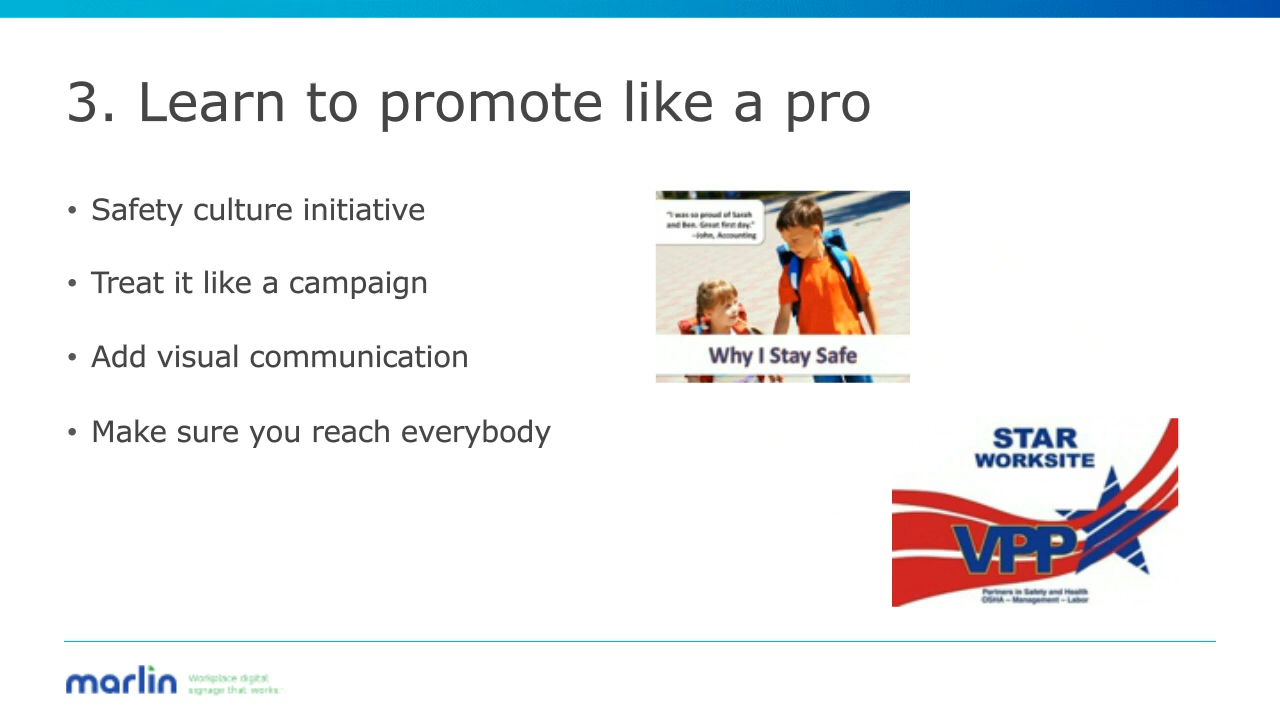 3. Learn to promote like a pro
• Safety culture initiative
• Treat it like a campaign
• Add visual communication
• Make sure you reach everybody
"I was so proud of Sarah
and Ben. Great first day."
–John, Accounting
Why I Stay Safe
STAR
WORKSITE
VPP
Partners in Safety and Health
OSHA – Management – Labor
marlin
Workplace digital
signage that works.